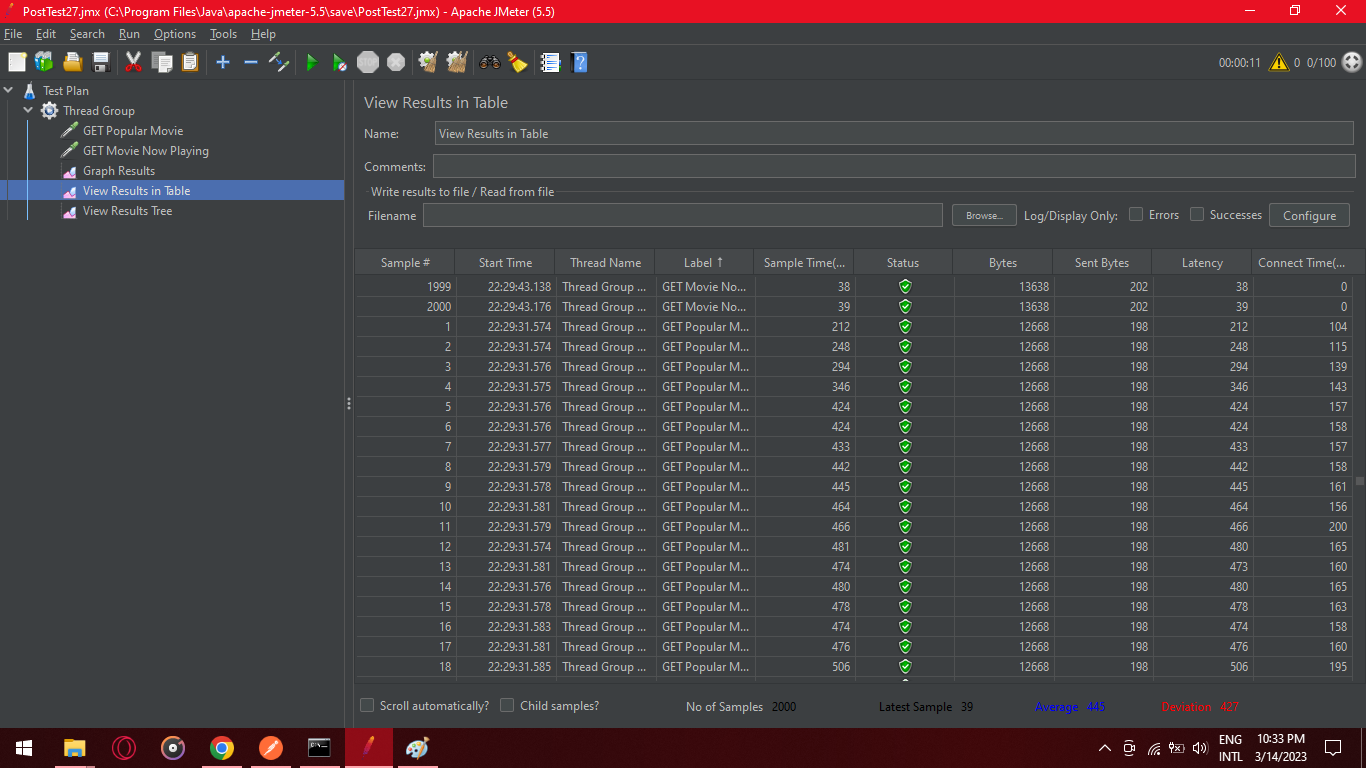 PostTest27.jmx (C:\Program Files\Java\apache-jmeter-5.5\save\PostTest27.jmx) - Apache JMeter (5.5)
File Edit Search Run Options Tools Help
STOP 00:00:11 0 0/100
Test Plan
Thread Group
GET Popular Movie
GET Movie Now Playing
Graph Results
View Results in Table
View Results Tree
View Results in Table
Name: View Results in Table
Comments:
Write results to file / Read from file
Filename Browse... Log/Display Only: Errors Successes Configure
Sample # Start Time Thread Name Label ↑ Sample Time(... Status Bytes Sent Bytes Latency Connect Time(...
1999 22:29:43.138 Thread Group ... GET Movie No... 38 13638 202 38 0
2000 22:29:43.176 Thread Group ... GET Movie No... 39 13638 202 39 0
1 22:29:31.574 Thread Group ... GET Popular M... 212 12668 198 212 104
2 22:29:31.574 Thread Group ... GET Popular M... 248 12668 198 248 115
3 22:29:31.576 Thread Group ... GET Popular M... 294 12668 198 294 139
4 22:29:31.575 Thread Group ... GET Popular M... 346 12668 198 346 143
5 22:29:31.576 Thread Group ... GET Popular M... 424 12668 198 424 157
6 22:29:31.576 Thread Group ... GET Popular M... 424 12668 198 424 158
7 22:29:31.577 Thread Group ... GET Popular M... 433 12668 198 433 157
8 22:29:31.579 Thread Group ... GET Popular M... 442 12668 198 442 158
9 22:29:31.578 Thread Group ... GET Popular M... 445 12668 198 445 161
10 22:29:31.581 Thread Group ... GET Popular M... 464 12668 198 464 156
11 22:29:31.579 Thread Group ... GET Popular M... 466 12668 198 466 200
12 22:29:31.574 Thread Group ... GET Popular M... 481 12668 198 480 165
13 22:29:31.581 Thread Group ... GET Popular M... 474 12668 198 473 160
14 22:29:31.576 Thread Group ... GET Popular M... 480 12668 198 480 165
15 22:29:31.578 Thread Group ... GET Popular M... 478 12668 198 478 163
16 22:29:31.583 Thread Group ... GET Popular M... 474 12668 198 474 158
17 22:29:31.581 Thread Group ... GET Popular M... 476 12668 198 476 160
18 22:29:31.585 Thread Group ... GET Popular M... 506 12668 198 506 195
Scroll automatically? Child samples? No of Samples 2000 Latest Sample 39 Average 445 Deviation 427
ENG 10:33 PM
INTL 3/14/2023